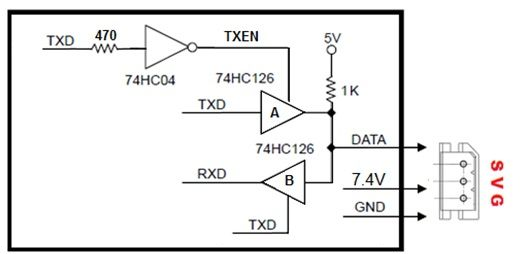 TXD
470
TXEN
74HC04
5V
1K
74HC126
TXD
A
DATA
74HC126
RXD
B
7.4V
GND
TXD
S V G